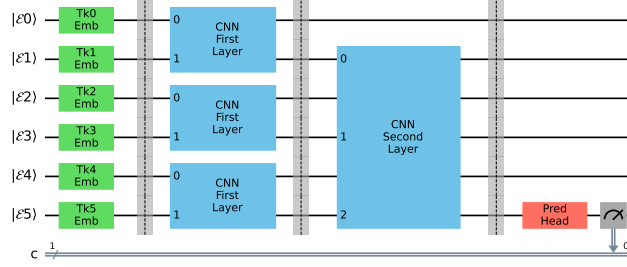 |ℰ0⟩ Tk0 Emb 0 CNN First Layer
|ℰ1⟩ Tk1 Emb 1 0
|ℰ2⟩ Tk2 Emb 0 CNN First Layer
|ℰ3⟩ Tk3 Emb 1 1 CNN Second Layer
|ℰ4⟩ Tk4 Emb 0 CNN First Layer
|ℰ5⟩ Tk5 Emb 1 2 Pred Head
c 1 0